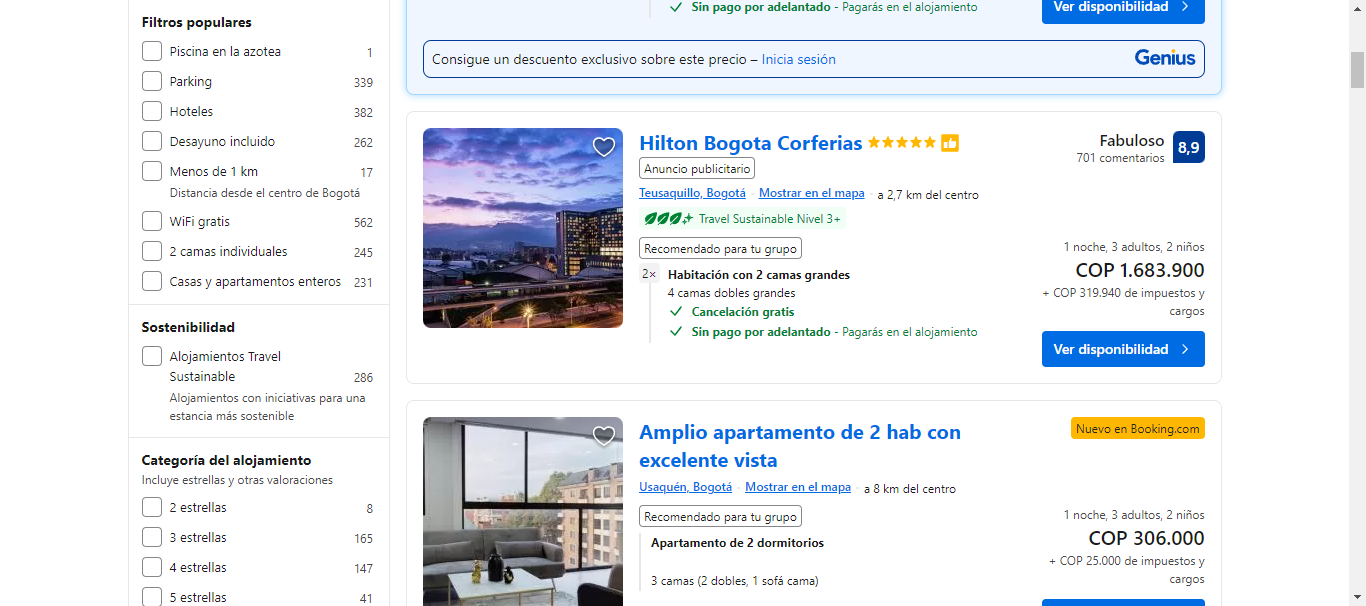 Filtros populares
Piscina en la azotea 1
Parking 339
Hoteles 382
Desayuno incluido 262
Menos de 1 km 17
Distancia desde el centro de Bogotá
WiFi gratis 562
2 camas individuales 245
Casas y apartamentos enteros 231
Sostenibilidad
Alojamientos Travel
Sustainable 286
Alojamientos con iniciativas para una
estancia más sostenible
Categoría del alojamiento
Incluye estrellas y otras valoraciones
2 estrellas 8
3 estrellas 165
4 estrellas 147
5 estrellas 41
Sin pago por adelantado - Pagarás en el alojamiento
Ver disponibilidad
Consigue un descuento exclusivo sobre este precio – Inicia sesión
Genius
Hilton Bogota Corferias
Anuncio publicitario
Teusaquillo, Bogotá · Mostrar en el mapa · a 2,7 km del centro
Travel Sustainable Nivel 3+
Recomendado para tu grupo
2× Habitación con 2 camas grandes
4 camas dobles grandes
Cancelación gratis
Sin pago por adelantado - Pagarás en el alojamiento
Fabuloso
701 comentarios
8,9
1 noche, 3 adultos, 2 niños
COP 1.683.900
+ COP 319.940 de impuestos y
cargos
Ver disponibilidad
Amplio apartamento de 2 hab con
excelente vista
Usaquén, Bogotá · Mostrar en el mapa · a 8 km del centro
Recomendado para tu grupo
Apartamento de 2 dormitorios
3 camas (2 dobles, 1 sofá cama)
Nuevo en Booking.com
1 noche, 3 adultos, 2 niños
COP 306.000
+ COP 25.000 de impuestos y
cargos